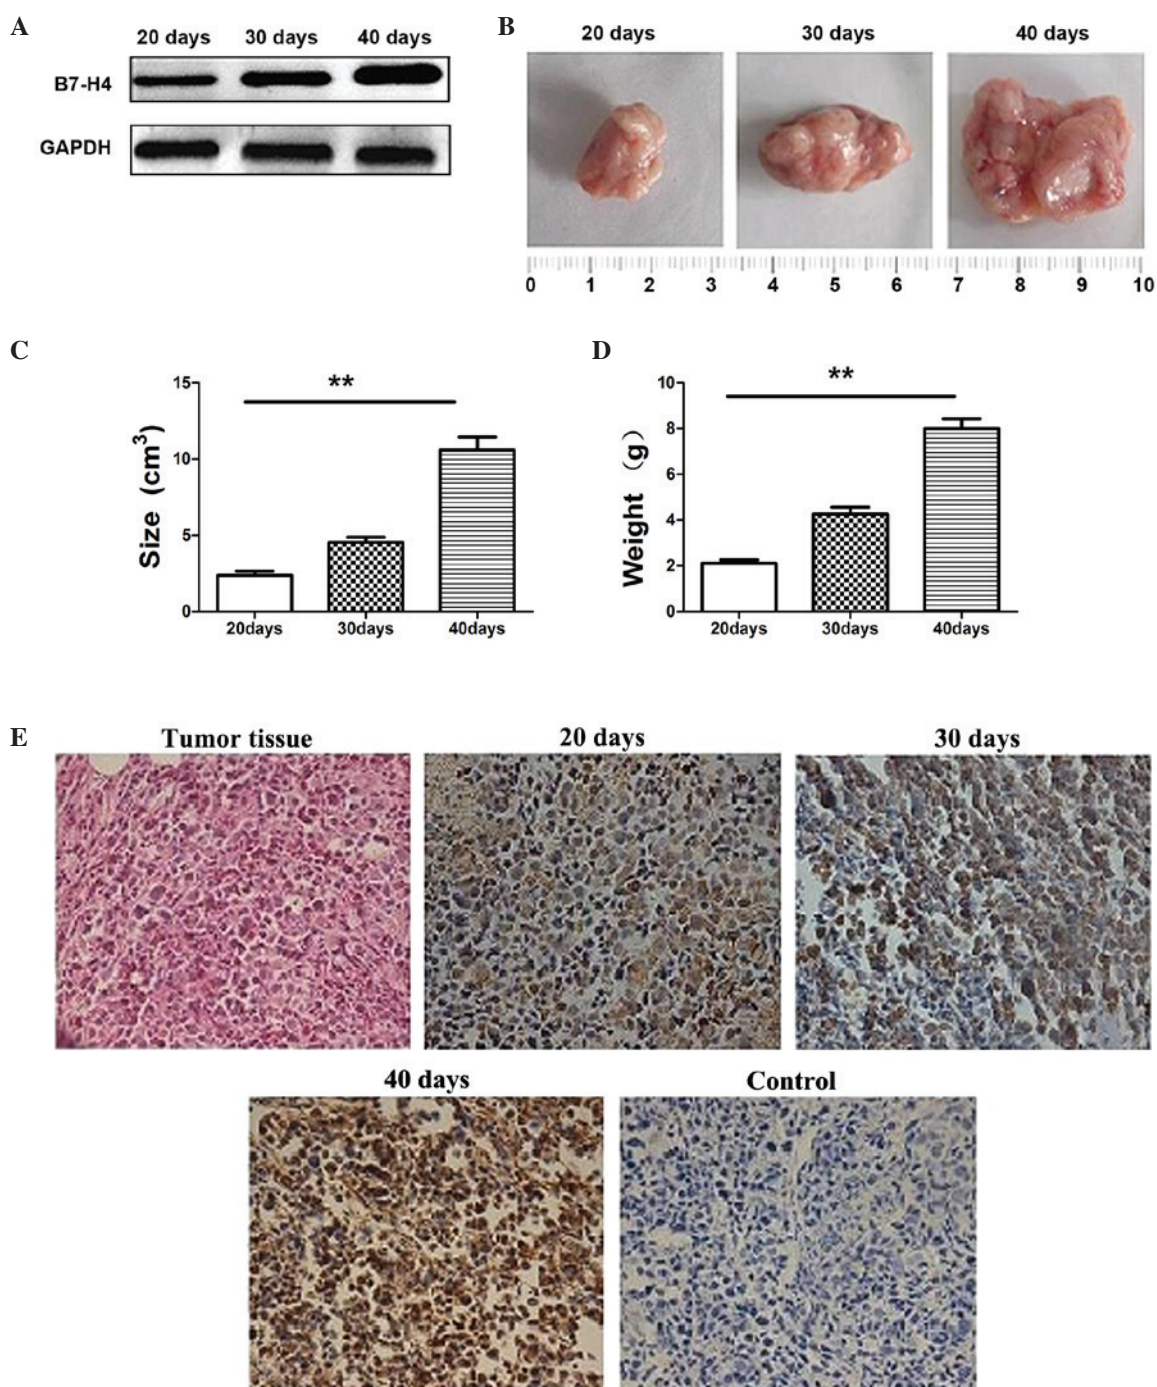 A
20 days 30 days 40 days
B7-H4
GAPDH
B
20 days 30 days 40 days
0 1 2 3 4 5 6 7 8 9 10
C
**
Size (cm³)
15
10
5
0
20days 30days 40days
D
**
Weight （g）
10
8
6
4
2
0
20days 30days 40days
E
Tumor tissue 20 days 30 days
40 days Control